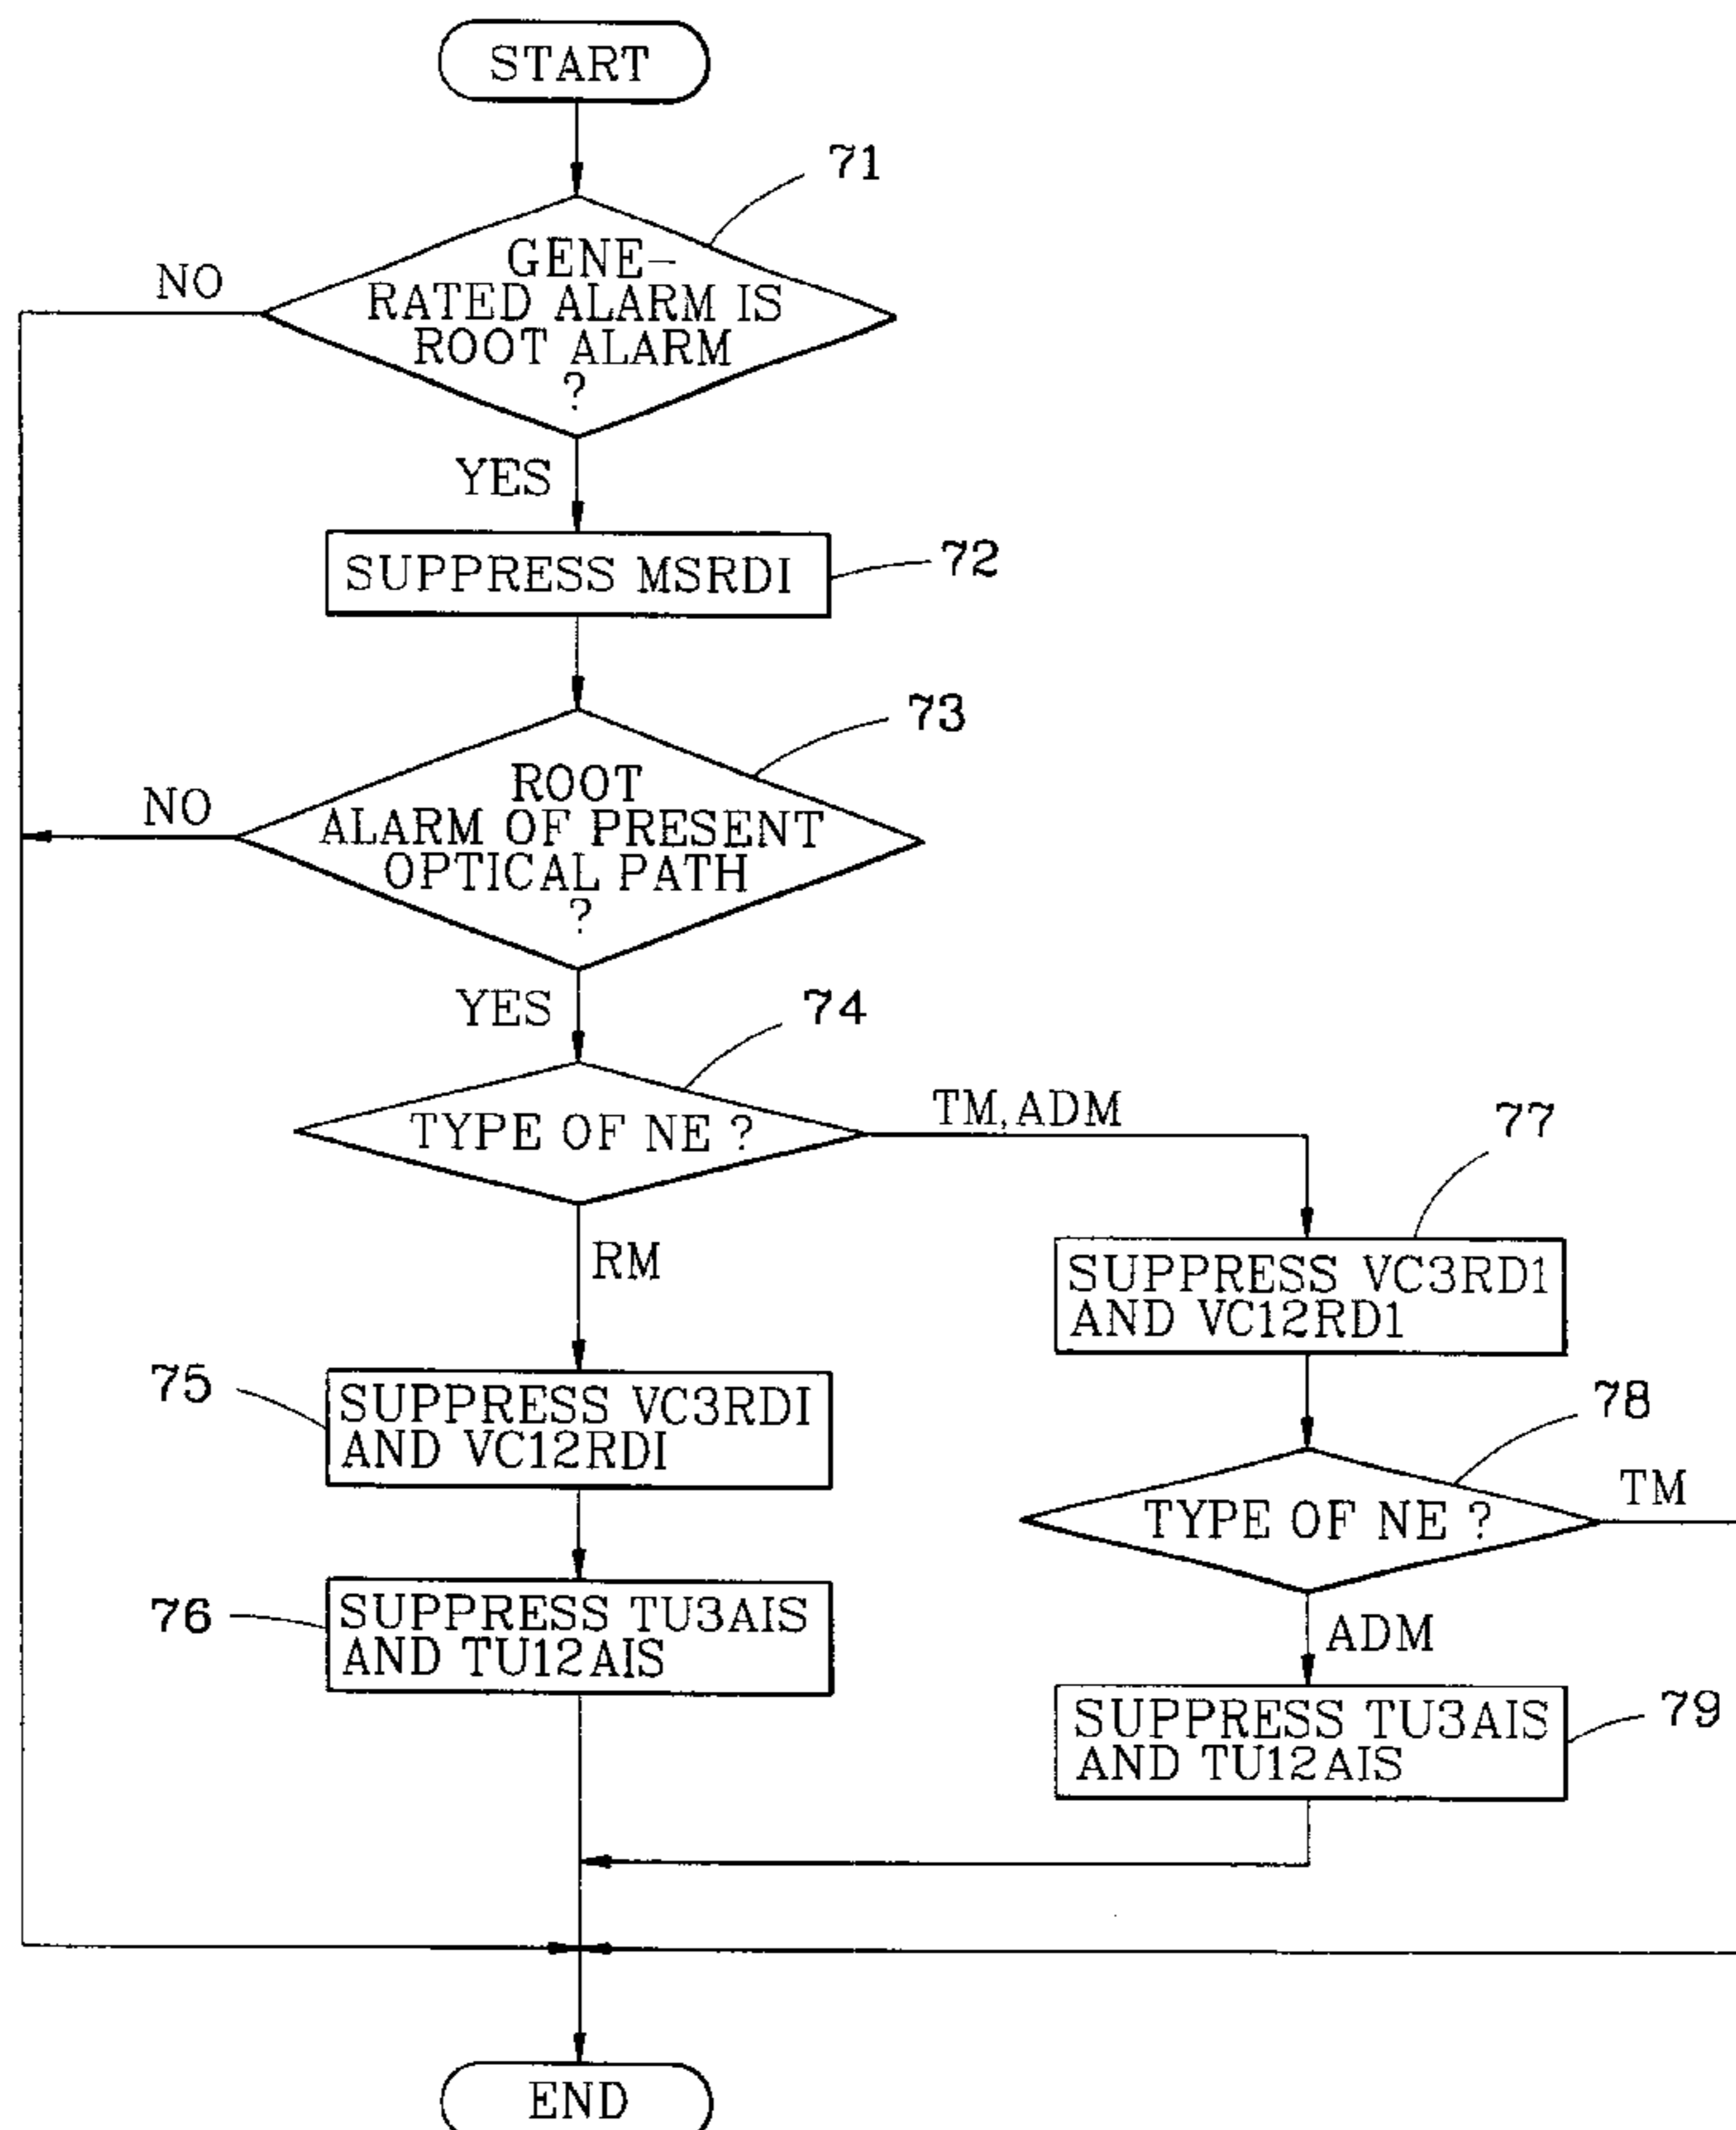 START
71
NO
GENE-
RATED ALARM IS
ROOT ALARM
?
YES
SUPPRESS MSRDI
72
73
NO
ROOT
ALARM OF PRESENT
OPTICAL PATH
?
YES
74
TYPE OF NE ?
TM, ADM
77
RM
SUPPRESS VC3RD1
AND VC12RD1
75
SUPPRESS VC3RDI
AND VC12RDI
78
TYPE OF NE ?
TM
76
SUPPRESS TU3AIS
AND TU12AIS
ADM
79
SUPPRESS TU3AIS
AND TU12AIS
END